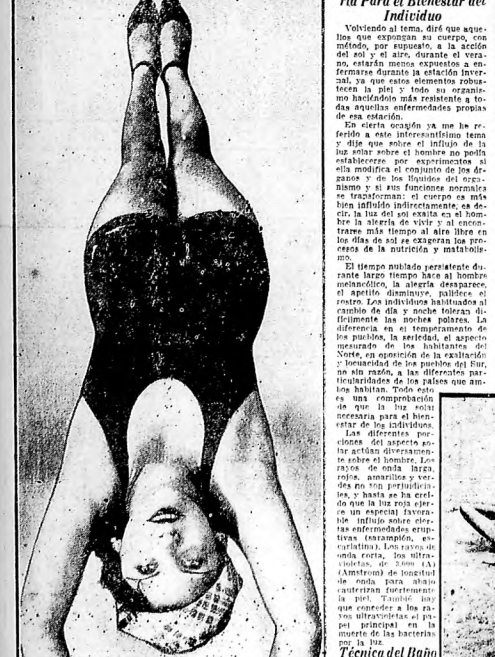 ria Para el Bienestar del
Individuo
Volviendo al tema, diré que aque-
llos que expongan su cuerpo, con
método, por supuesto, a la acción
del sol y el aire, durante el vera-
no, estarán menos expuestos a en-
fermarse durante la estación inver-
nal, ya que estos elementos robus-
tecen la piel y todo su organis-
mo haciéndolo más resistente a to-
das aquellas enfermedades propias
de esa estación.
En cierta ocasión ya me he re-
ferido a este interesantísimo tema
y dije que sobre el influjo de la
luz solar sobre el hombre no podía
establecerse por experimentos si
ella modifica el conjunto de los ór-
ganos y de los líquidos del orga-
nismo y si sus funciones normales
se trasforman: el cuerpo es más
bien influido indirectamente, es de-
cir, la luz del sol exalta en el hom-
bre la alegría de vivir y al encon-
trarse más tiempo al aire libre en
los días de sol se exageran los pro-
cesos de la nutrición y matabolis-
mo.
El tiempo nublado persistente du-
rante largo tiempo hace al hombre
melancólico, la alegría desaparece,
el apetito disminuye, palidece el
rostro. Los individuos habituados al
cambio de día y noche toleran di-
fícilmente las noches polares. La
diferencia en el temperamento de
los pueblos, la seriedad, el aspecto
mesurado de los habitantes del
Norte, en oposición de la exaltación
y locuacidad de los pueblos del Sur,
no sin razón, a las diferentes par-
ticularidades de los países que am-
bos habitan. Todo esto
es una comprobación
de que la luz solar
necesaria para el bien-
estar de los individuos.
Las diferentes por-
ciones del aspecto so-
lar actúan diversamen-
te sobre el hombre. Los
rayos de onda larga,
rojos, amarillos y ver-
des no son perjudicia-
les, y hasta se ha creí-
do que la luz roja ejer-
ce un especial favora-
ble influjo sobre cier-
tas enfermedades erup-
tivas (sarampión, es-
carlatina). Los rayos de
onda corta, los ultra-
violetas, de 3.000 (A)
(Amstrom) de longitud
de onda para abajo
cauterizan fuertemente
la piel. También hay
que conceder a los ra-
yos ultravioletas el pa-
pel principal en la
muerte de las bacterias
por la luz.
Técnica del Baño